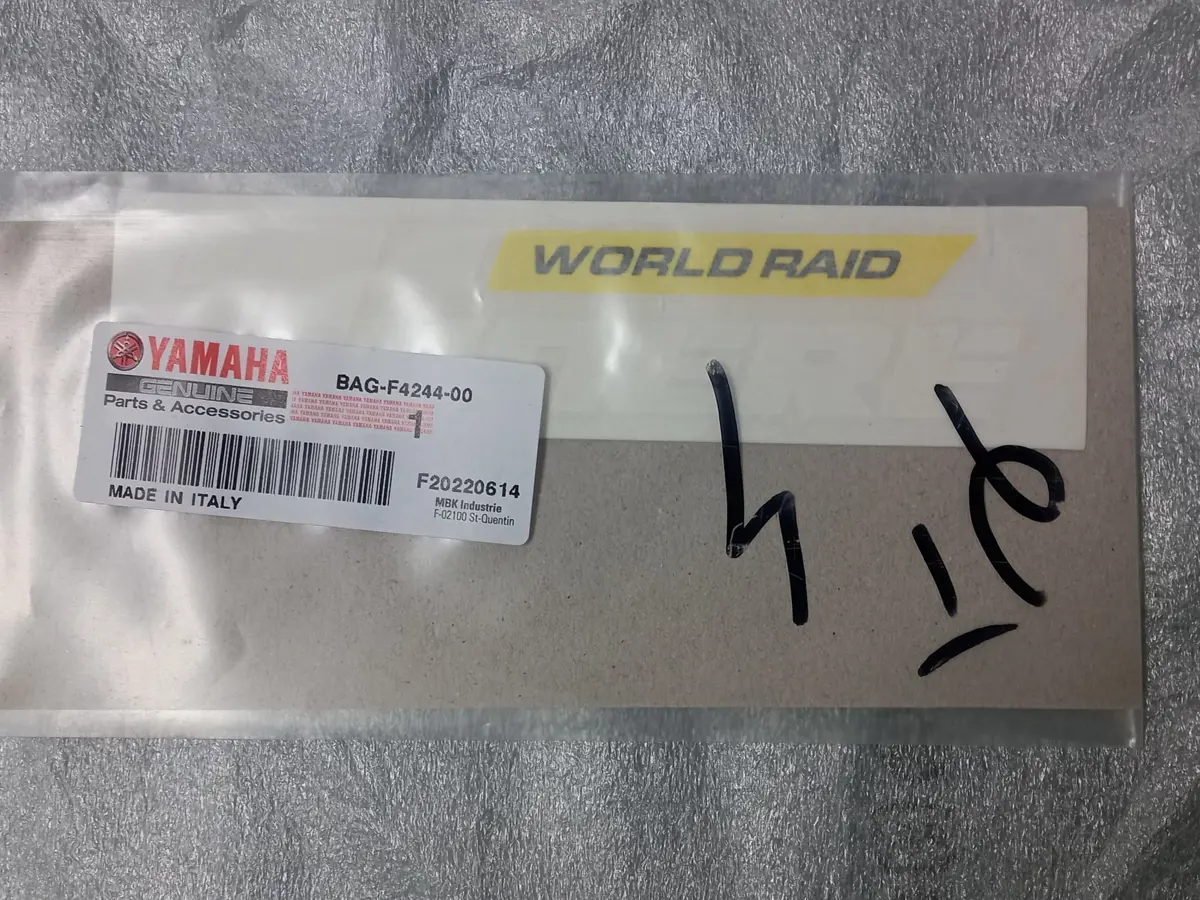 WORLD RAID
YAMAHA
GENUINE
Parts & Accessories
BAG-F4244-00
1
F20220614
MADE IN ITALY
MBK Industrie
F-02100 St-Quentin